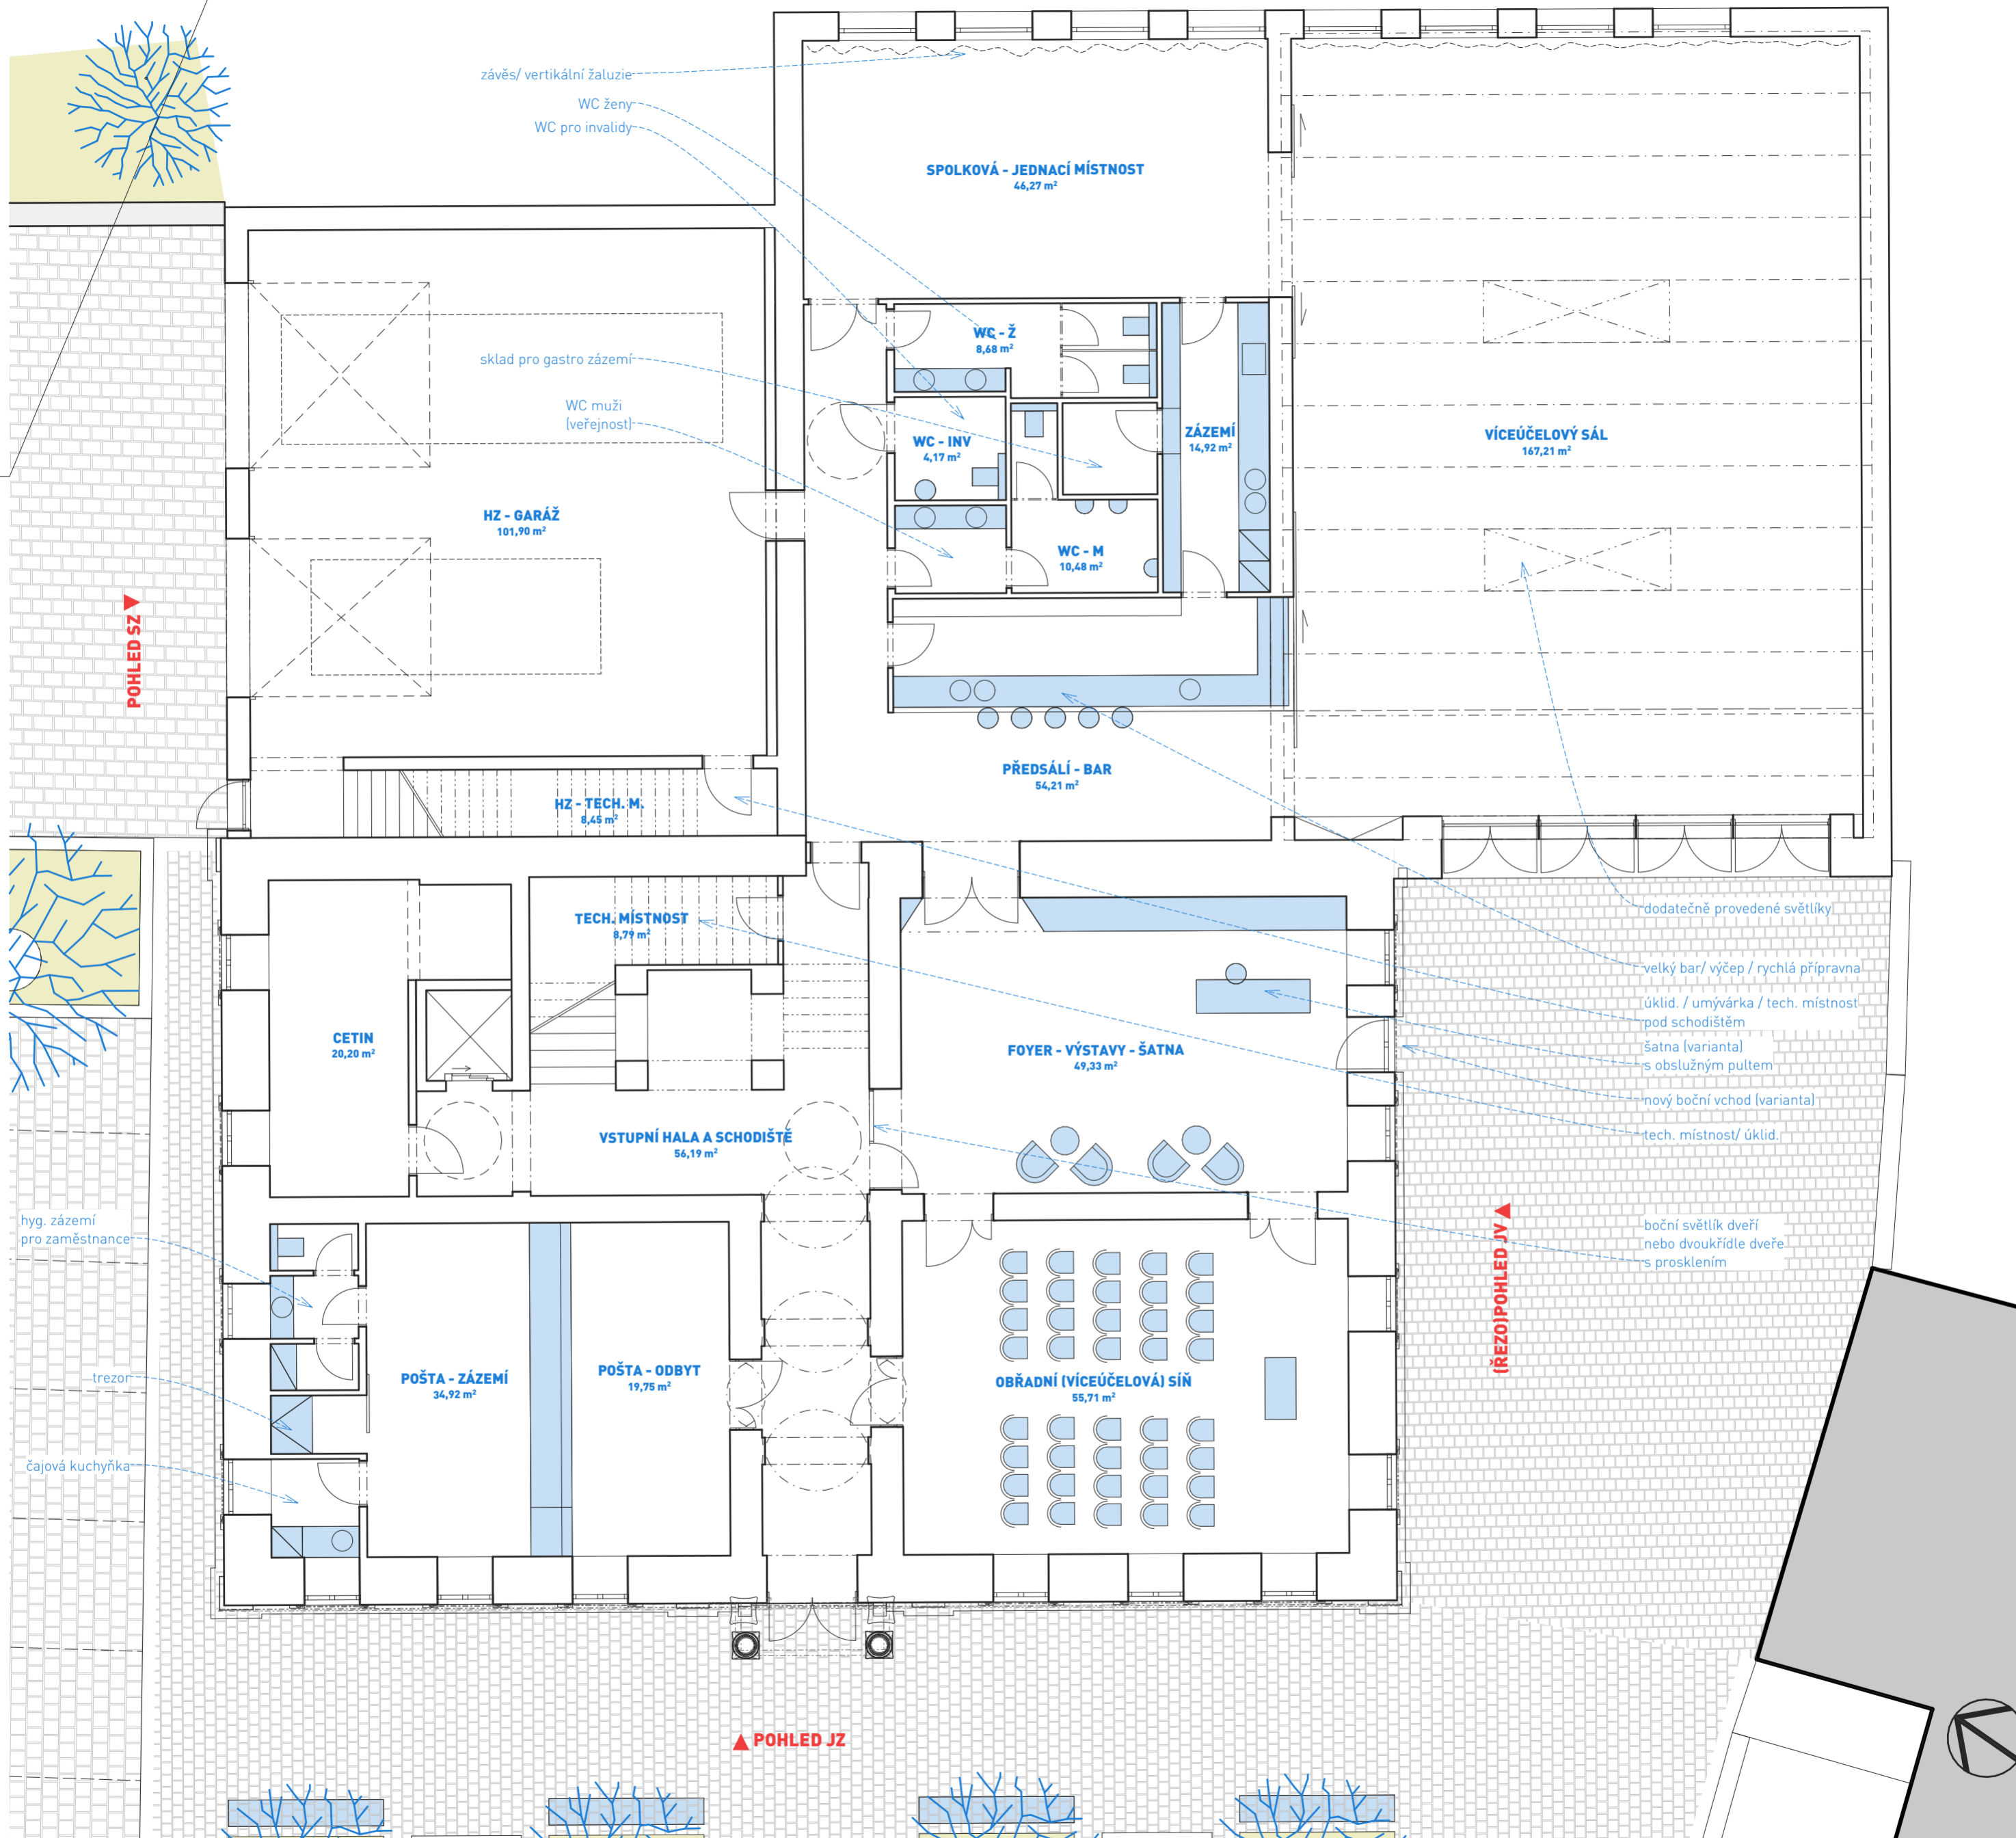 závěs/ vertikální žaluzie
WC ženy
WC pro invalidy
SPOLKOVÁ - JEDNACÍ MÍSTNOST
46,27 m²
WC - Ž
8,68 m²
sklad pro gastro zázemí
WC muži
(veřejnost)
WC - INV
4,17 m²
ZÁZEMÍ
14,92 m²
VÍCEÚČELOVÝ SÁL
167,21 m²
HZ - GARÁŽ
101,90 m²
WC - M
10,48 m²
POHLED SZ
PŘEDSÁLÍ - BAR
54,21 m²
HZ - TECH. M.
8,45 m²
TECH. MÍSTNOST
8,79 m²
dodatečně provedené světlíky
velký bar/ výčep / rychlá přípravna
úklid. / umývárka / tech. místnost
pod schodištěm
šatna (varianta)
s obslužným pultem
nový boční vchod (varianta)
tech. místnost/ úklid.
CETIN
20,20 m²
FOYER - VÝSTAVY - ŠATNA
49,33 m²
VSTUPNÍ HALA A SCHODIŠTĚ
56,19 m²
hyg. zázemí
pro zaměstnance
boční světlík dveří
nebo dvoukřídle dveře
s prosklením
(ŘEZO)POHLED JV
trezor
POŠTA - ZÁZEMÍ
34,92 m²
POŠTA - ODBYT
19,75 m²
OBŘADNÍ (VÍCEÚČELOVÁ) SÍŇ
55,71 m²
čajová kuchyňka
POHLED JZ